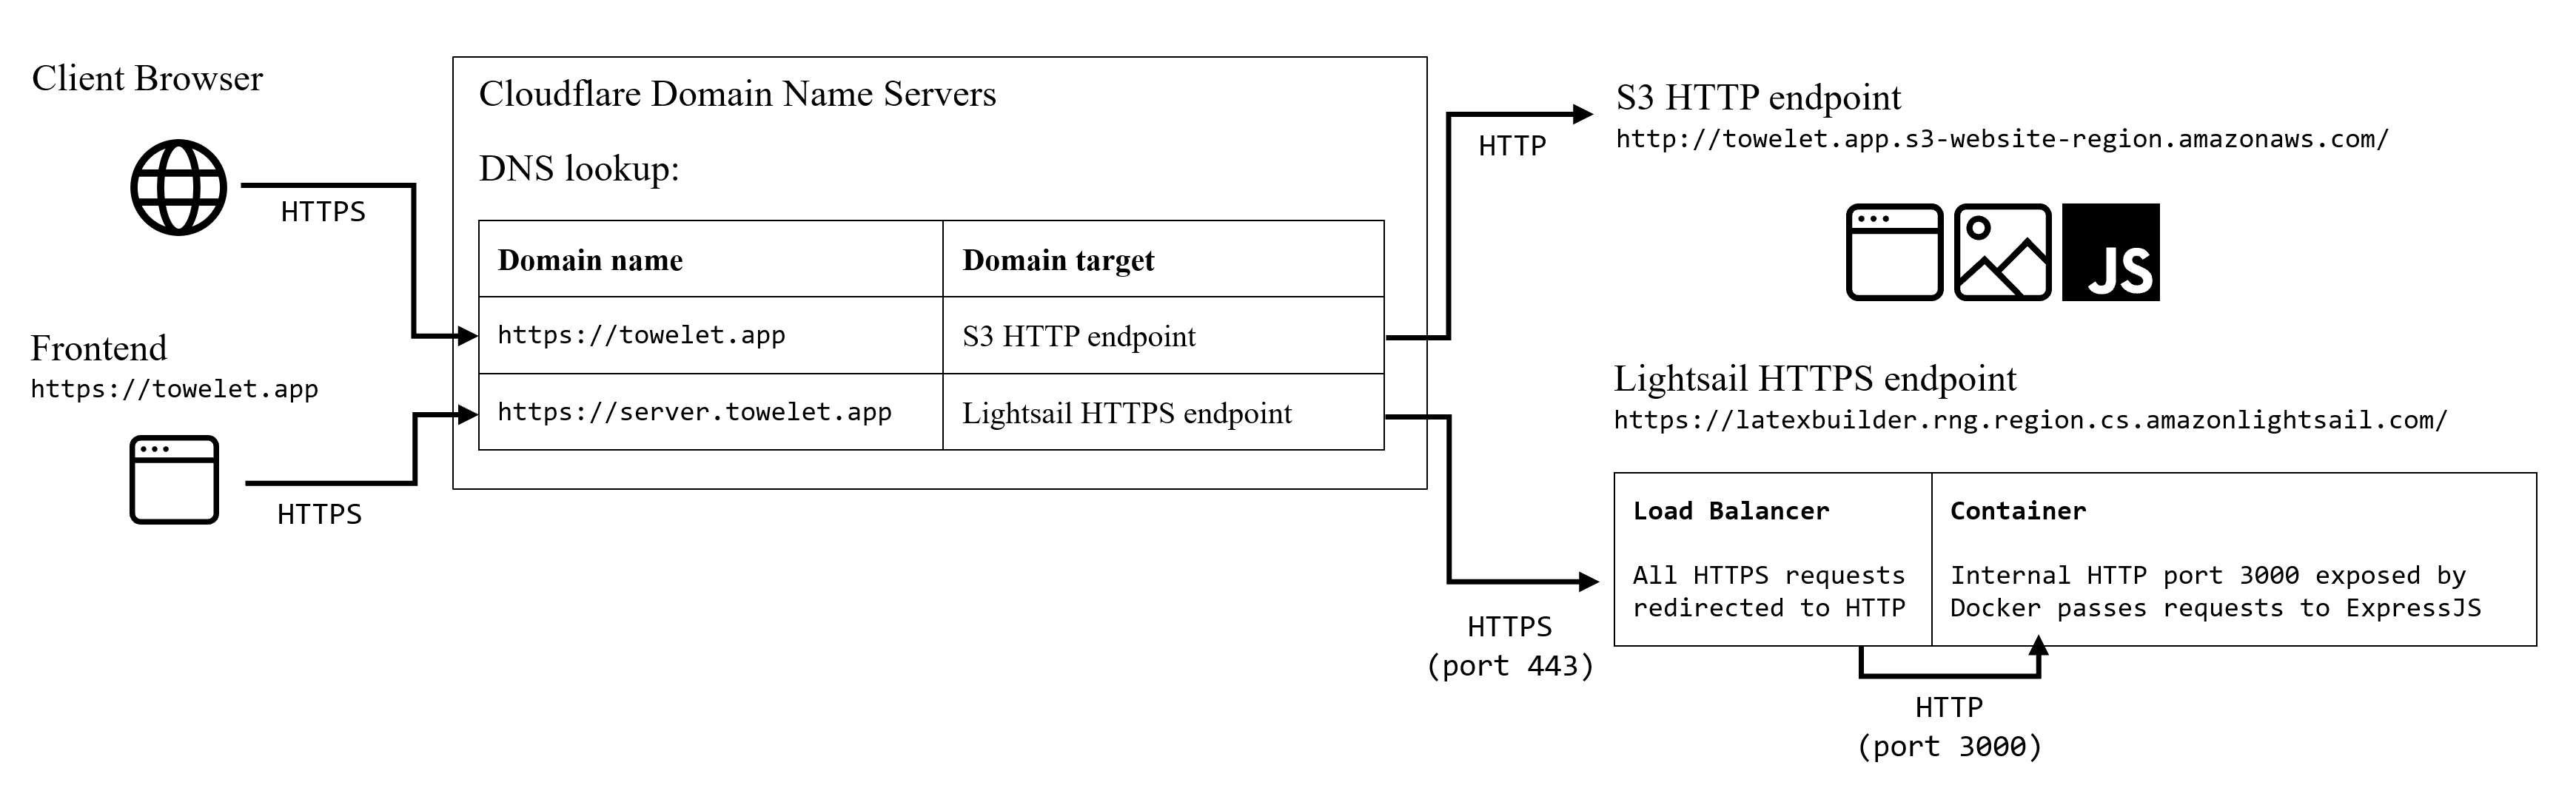 Client Browser
HTTPS
Frontend
https://towelet.app
HTTPS
Cloudflare Domain Name Servers
DNS lookup:
Domain name
Domain target
https://towelet.app
S3 HTTP endpoint
https://server.towelet.app
Lightsail HTTPS endpoint
HTTP
S3 HTTP endpoint
http://towelet.app.s3-website-region.amazonaws.com/
JS
Lightsail HTTPS endpoint
https://latexbuilder.rng.region.cs.amazonlightsail.com/
HTTPS
(port 443)
Load Balancer
All HTTPS requests
redirected to HTTP
Container
Internal HTTP port 3000 exposed by
Docker passes requests to ExpressJS
HTTP
(port 3000)